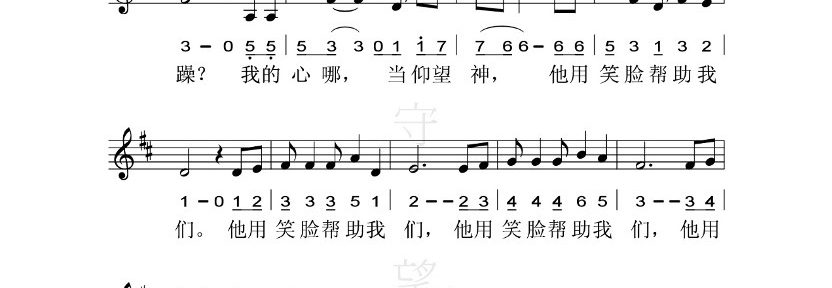 3 – 0 5 5 | 5 3 3 0 1 1 7 | 7 6 6 – 6 6 | 5 3 1 3 2 |
躁? 我的 心 哪, 当仰望 神, 他用 笑脸帮助我
守
1 – 0 1 2 | 3 3 3 5 1 | 2 – – 2 3 | 4 4 4 6 5 | 3 – – 3 4 |
们。 他用 笑脸帮助我 们, 他用 笑脸帮助我 们, 他用
望